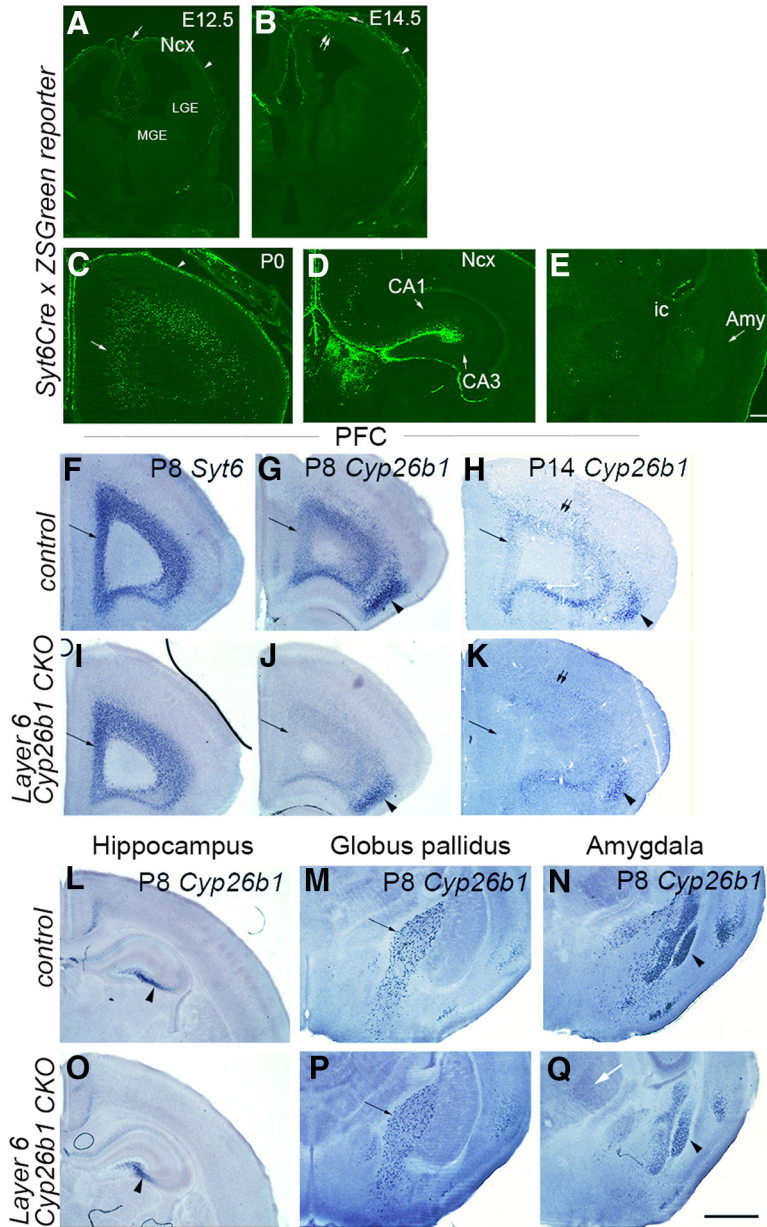 A
E12.5
Ncx
LGE
MGE
B
E14.5
Syt6Cre x ZSGreen reporter
C
P0
D
Ncx
CA1
CA3
E
ic
Amy
PFC
F
P8 Syt6
G
P8 Cyp26b1
H
P14 Cyp26b1
control
I
J
K
Layer 6
Cyp26b1 CKO
Hippocampus
Globus pallidus
Amygdala
L
P8 Cyp26b1
M
P8 Cyp26b1
N
P8 Cyp26b1
control
O
P
Q
Layer 6
Cyp26b1 CKO